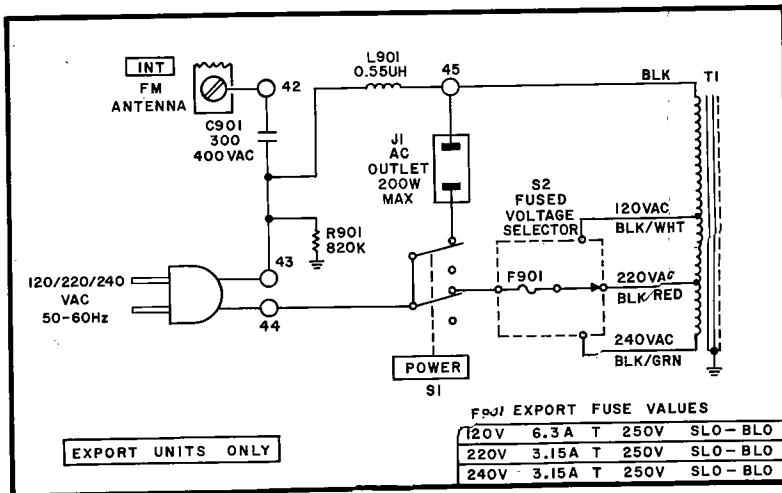 INT
FM
ANTENNA
42
C901
300
400VAC
L901
0.55UH
45
BLK
T1
J1
AC
OUTLET
200W
MAX
S2
FUSED
VOLTAGE
SELECTOR
120VAC
BLK/WHT
R901
820K
43
120/220/240
VAC
50-60Hz
44
F901
220VAC
BLK/RED
240VAC
BLK/GRN
POWER
S1
EXPORT UNITS ONLY
F901 EXPORT FUSE VALUES
120V 6.3A T 250V SLO-BLO
220V 3.15A T 250V SLO-BLO
240V 3.15A T 250V SLO-BLO